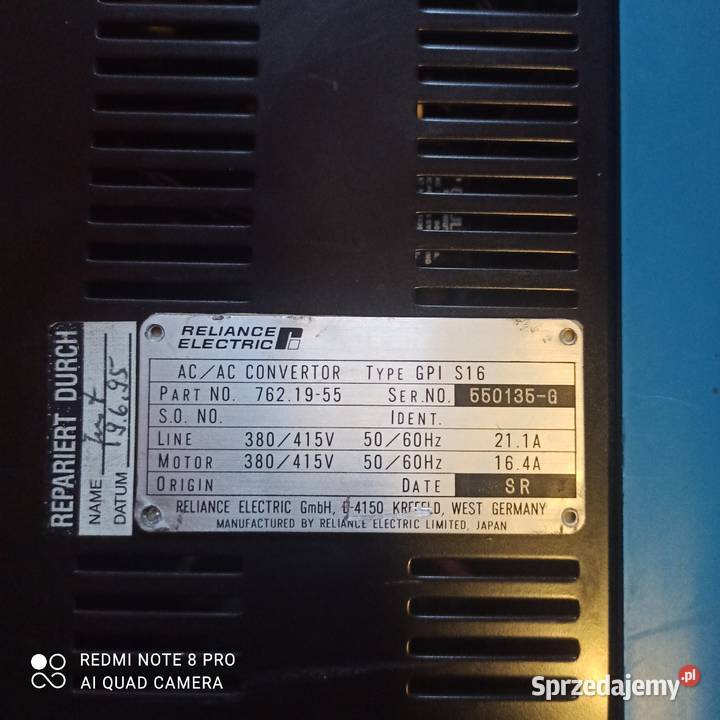 RELIANCE
ELECTRIC
AC/AC CONVERTOR TYPE GPI S16
PART NO. 762.19-55 SER.NO. 550135-G
S.O. NO. IDENT.
LINE 380/415V 50/60Hz 21.1A
MOTOR 380/415V 50/60Hz 16.4A
ORIGIN DATE SR
RELIANCE ELECTRIC GmbH, D-4150 KREFELD, WEST GERMANY
MANUFACTURED BY RELIANCE ELECTRIC LIMITED, JAPAN
REPARIERT DURCH
NAME
DATUM 19.6.95
REDMI NOTE 8 PRO
AI QUAD CAMERA
Sprzedajemy.pl